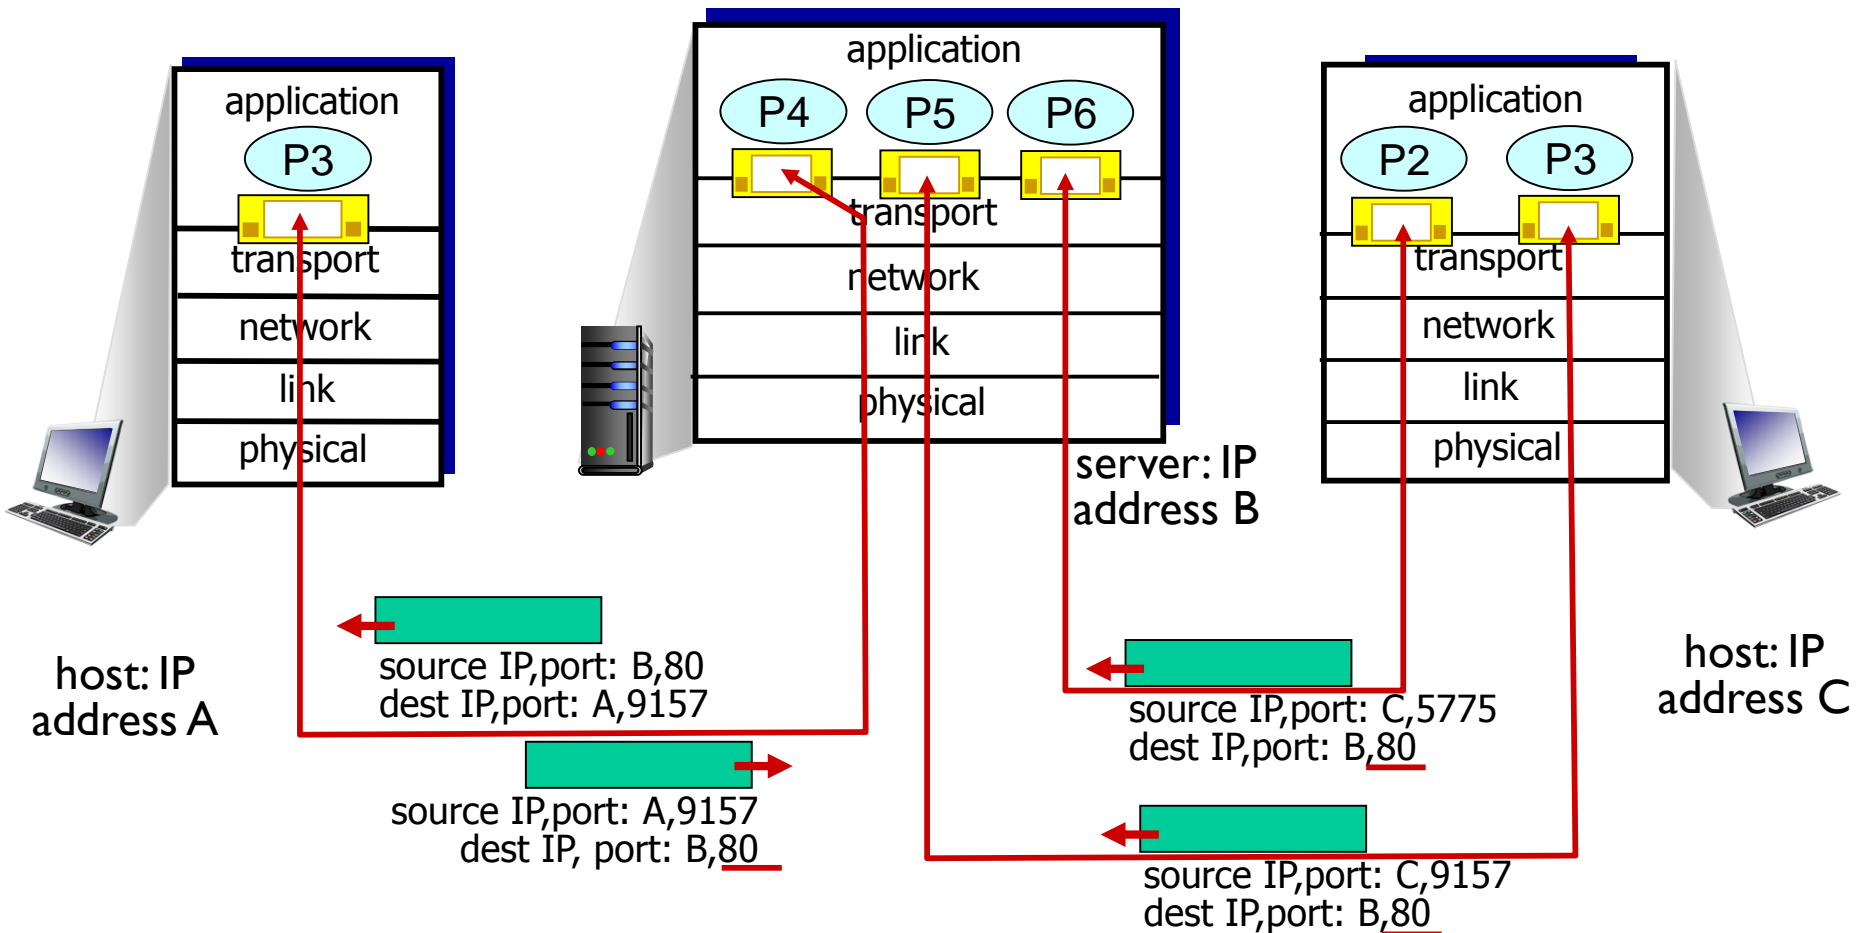 application
P3
transport
network
link
physical
host: IP
address A
application
P4
P5
P6
transport
network
link
physical
server: IP
address B
application
P2
P3
transport
network
link
physical
host: IP
address C
source IP,port: B,80
dest IP,port: A,9157
source IP,port: A,9157
dest IP, port: B,80
source IP,port: C,5775
dest IP,port: B,80
source IP,port: C,9157
dest IP,port: B,80